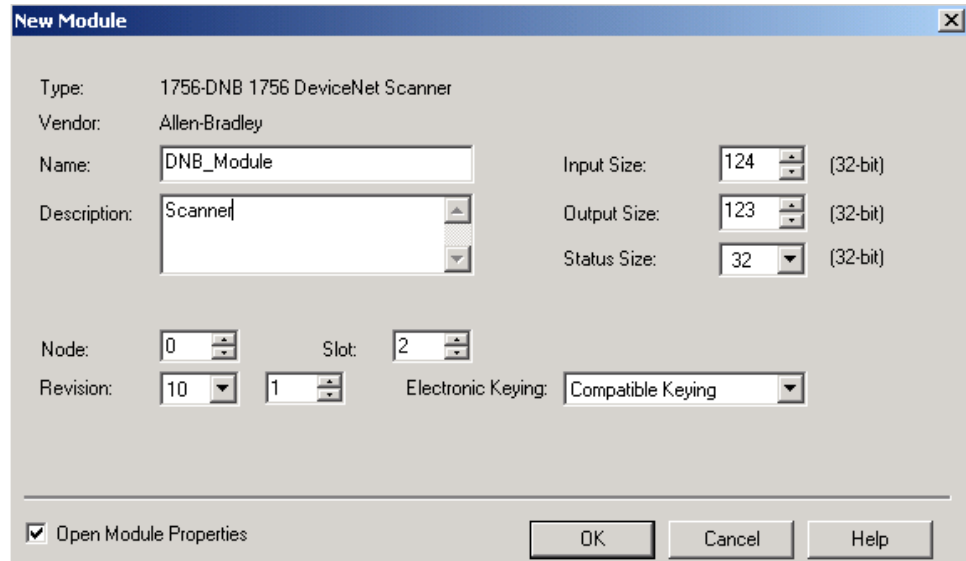 New Module
Type: 1756-DNB 1756 DeviceNet Scanner
Vendor: Allen-Bradley
Name: DNB_Module Input Size: 124 (32-bit)
Description: Scanner Output Size: 123 (32-bit)
Status Size: 32 (32-bit)
Node: 0 Slot: 2
Revision: 10 1 Electronic Keying: Compatible Keying
Open Module Properties OK Cancel Help